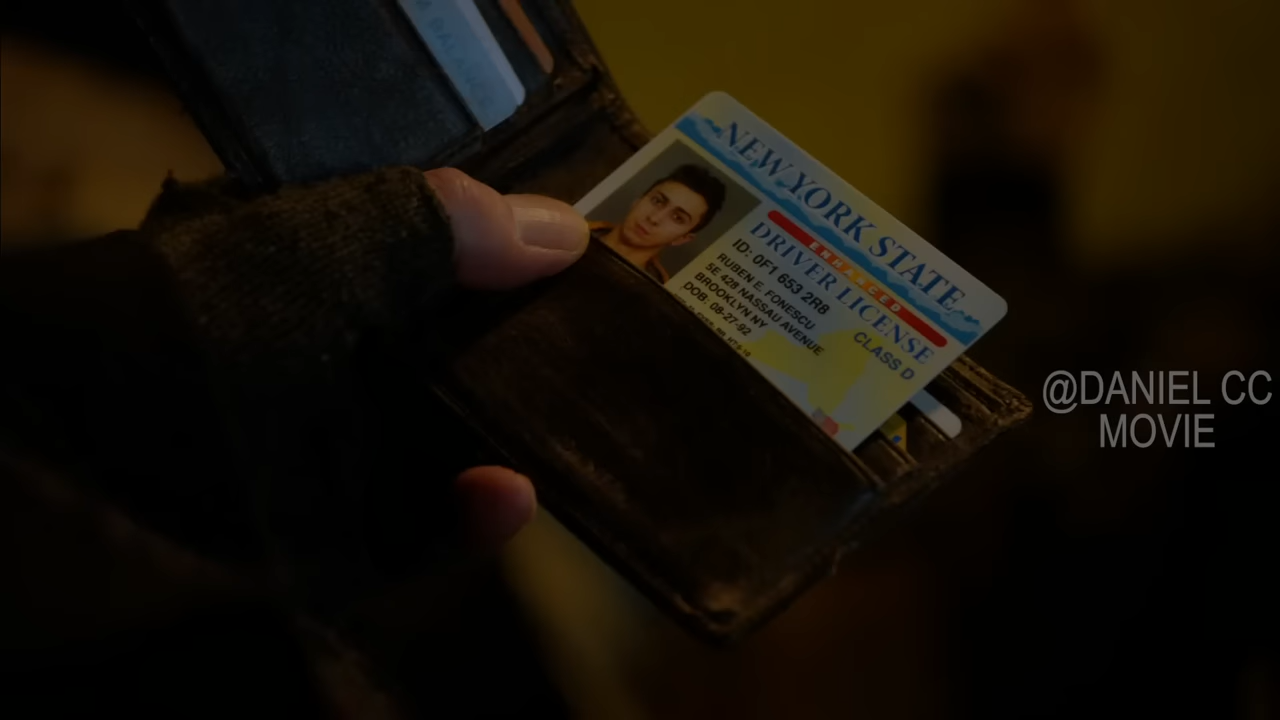 NEW YORK STATE
ENHANCED
DRIVER LICENSE
ID: 0F1 653 2R8
CLASS D
RUBEN E. FONESCU
5E 428 NASSAU AVENUE
BROOKLYN NY
DOB: 08-27-92
@DANIEL CC
MOVIE